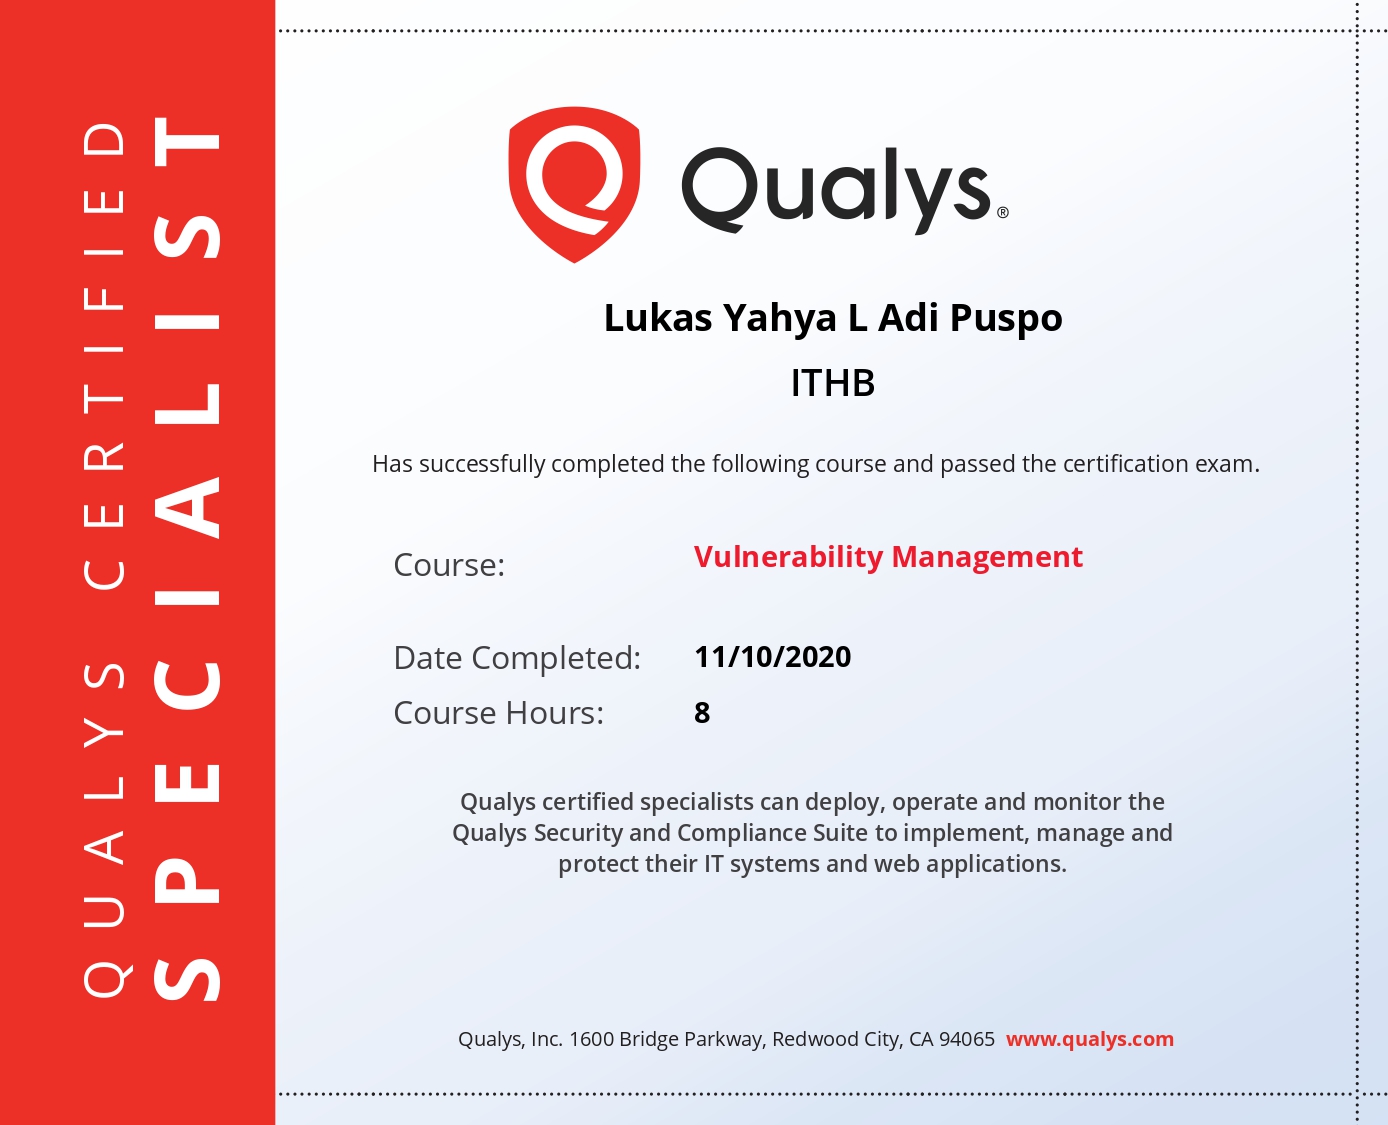 QUALYS CERTIFIED
SPECIALIST
Qualys®
Lukas Yahya L Adi Puspo
ITHB
Has successfully completed the following course and passed the certification exam.
Course: Vulnerability Management
Date Completed: 11/10/2020
Course Hours: 8
Qualys certified specialists can deploy, operate and monitor the
Qualys Security and Compliance Suite to implement, manage and
protect their IT systems and web applications.
Qualys, Inc. 1600 Bridge Parkway, Redwood City, CA 94065 www.qualys.com